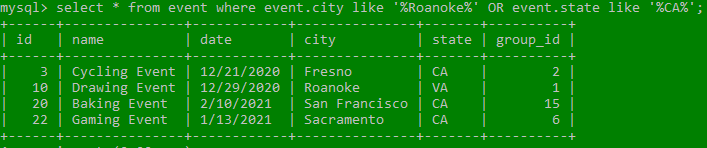 mysql> select * from event where event.city like '%Roanoke%' OR event.state like '%CA%';
+------+---------------+------------+---------------+-------+----------+
| id   | name          | date       | city          | state | group_id |
+------+---------------+------------+---------------+-------+----------+
|    3 | Cycling Event | 12/21/2020 | Fresno        | CA    |        2 |
|   10 | Drawing Event | 12/29/2020 | Roanoke       | VA    |        1 |
|   20 | Baking Event  | 2/10/2021  | San Francisco | CA    |       15 |
|   22 | Gaming Event  | 1/13/2021  | Sacramento    | CA    |        6 |
+------+---------------+------------+---------------+-------+----------+